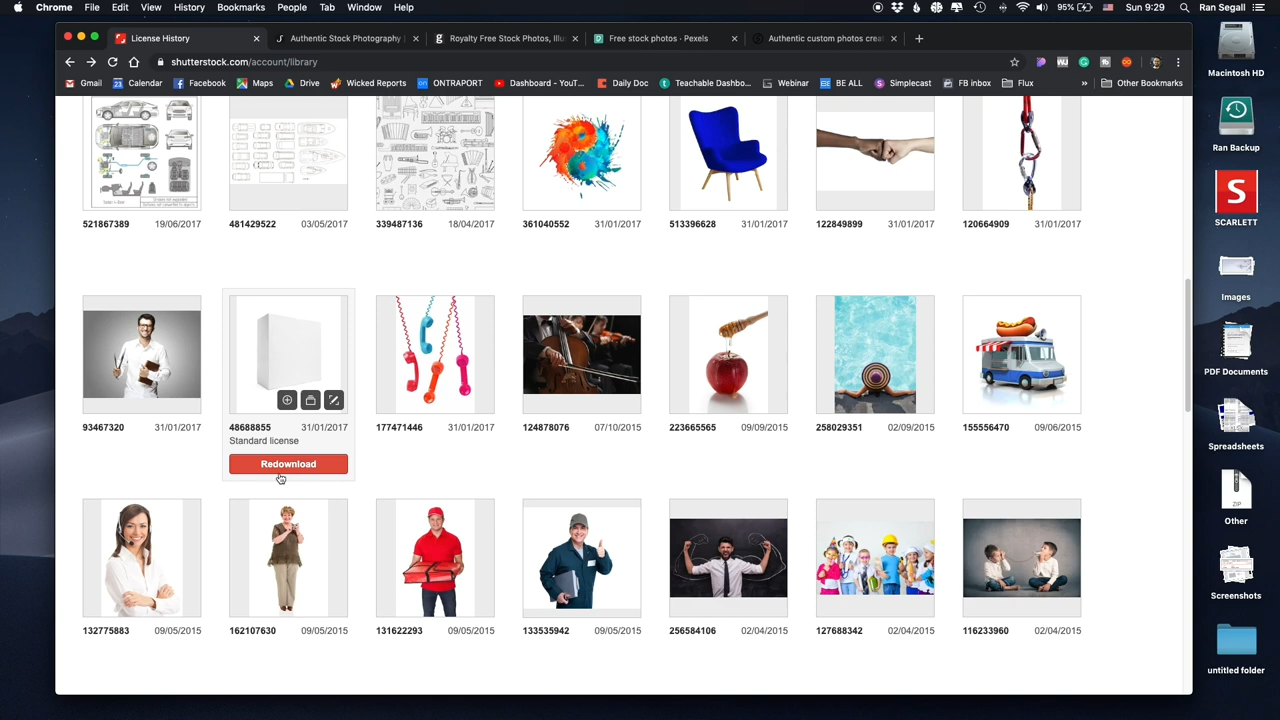 Chrome File Edit View History Bookmarks People Tab Window Help 95% Sun 9:29 Ran Segall
License History Authentic Stock Photography Royalty Free Stock Photos, Illu Free stock photos · Pexels Authentic custom photos creat
shutterstock.com/account/library
Gmail Calendar Facebook Maps Drive Wicked Reports ONTRAPORT Dashboard - YouT... Daily Doc Teachable Dashbo... Webinar BE ALL Simplecast FB inbox Flux » Other Bookmarks
521867389 19/06/2017 481429522 03/05/2017 339487136 18/04/2017 361040552 31/01/2017 513396628 31/01/2017 122849899 31/01/2017 120664909 31/01/2017
93467320 31/01/2017 48688855 31/01/2017 177471446 31/01/2017 124878076 07/10/2015 223665565 09/09/2015 258029351 02/09/2015 155556470 09/06/2015
Standard license
Redownload
132775883 09/05/2015 162107630 09/05/2015 131622293 09/05/2015 133535942 09/05/2015 256584106 02/04/2015 127688342 02/04/2015 116233960 02/04/2015
Macintosh HD
Ran Backup
S
SCARLETT
Images
PDF Documents
Spreadsheets
ZIP
Other
Screenshots
untitled folder